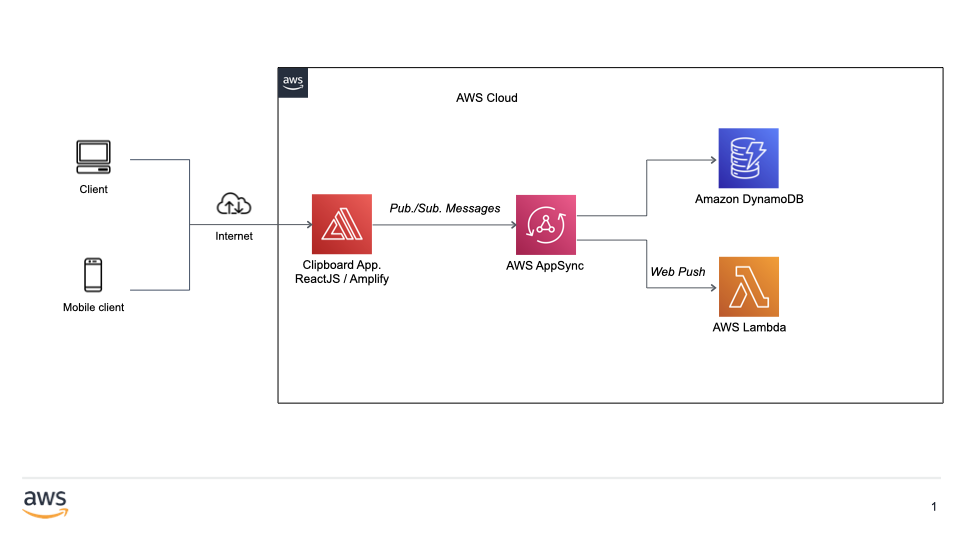 aws
AWS Cloud
Client
Internet
Mobile client
Clipboard App.
ReactJS / Amplify
Pub./Sub. Messages
AWS AppSync
Amazon DynamoDB
Web Push
AWS Lambda
aws
1